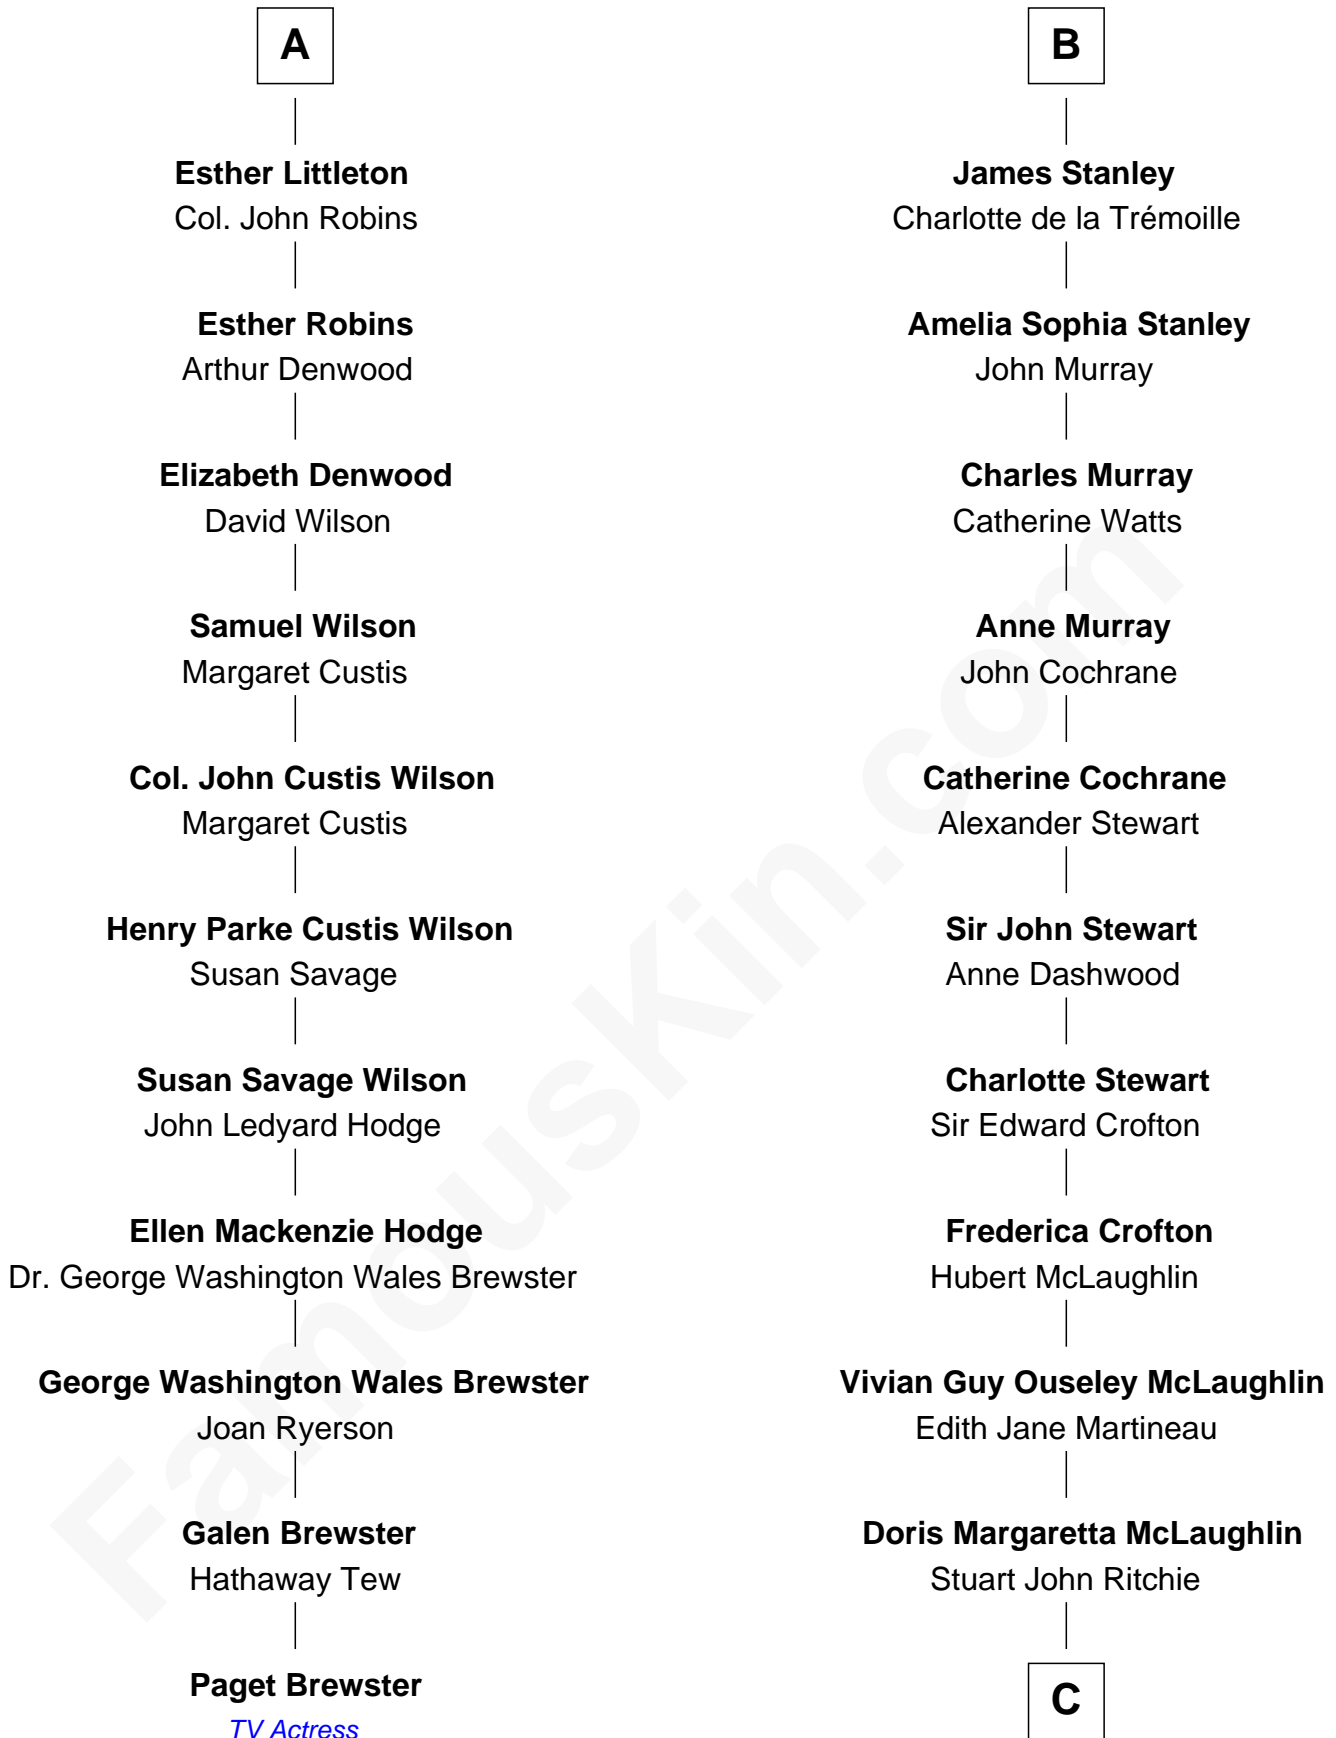 A
Esther Littleton
Col. John Robins
Esther Robins
Arthur Denwood
Elizabeth Denwood
David Wilson
Samuel Wilson
Margaret Custis
Col. John Custis Wilson
Margaret Custis
Henry Parke Custis Wilson
Susan Savage
Susan Savage Wilson
John Ledyard Hodge
Ellen Mackenzie Hodge
Dr. George Washington Wales Brewster
George Washington Wales Brewster
Joan Ryerson
Galen Brewster
Hathaway Tew
Paget Brewster
TV Actress
B
James Stanley
Charlotte de la Trémoille
Amelia Sophia Stanley
John Murray
Charles Murray
Catherine Watts
Anne Murray
John Cochrane
Catherine Cochrane
Alexander Stewart
Sir John Stewart
Anne Dashwood
Charlotte Stewart
Sir Edward Crofton
Frederica Crofton
Hubert McLaughlin
Vivian Guy Ouseley McLaughlin
Edith Jane Martineau
Doris Margaretta McLaughlin
Stuart John Ritchie
C
FamousKin.com